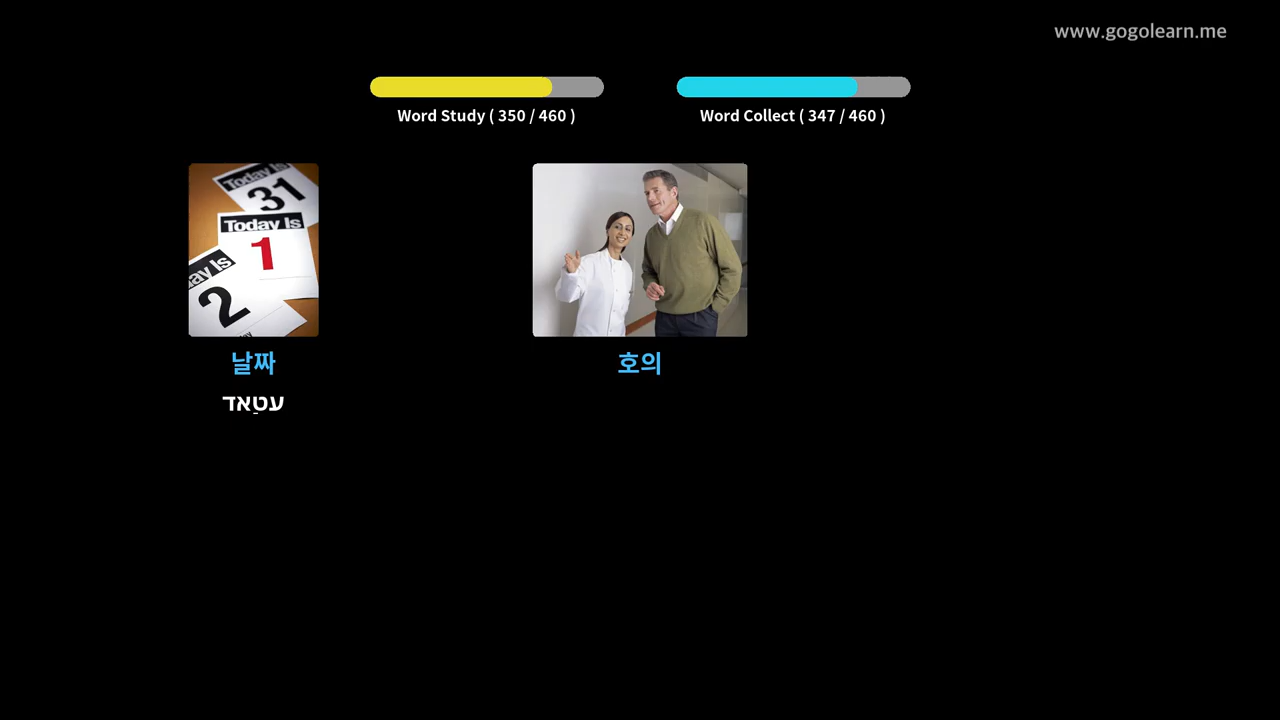 www.gogolearn.me
Word Study ( 350 / 460 )
Word Collect ( 347 / 460 )
Today Is
31
Today Is
1
ay Is
2
날짜
호의
עטַאד